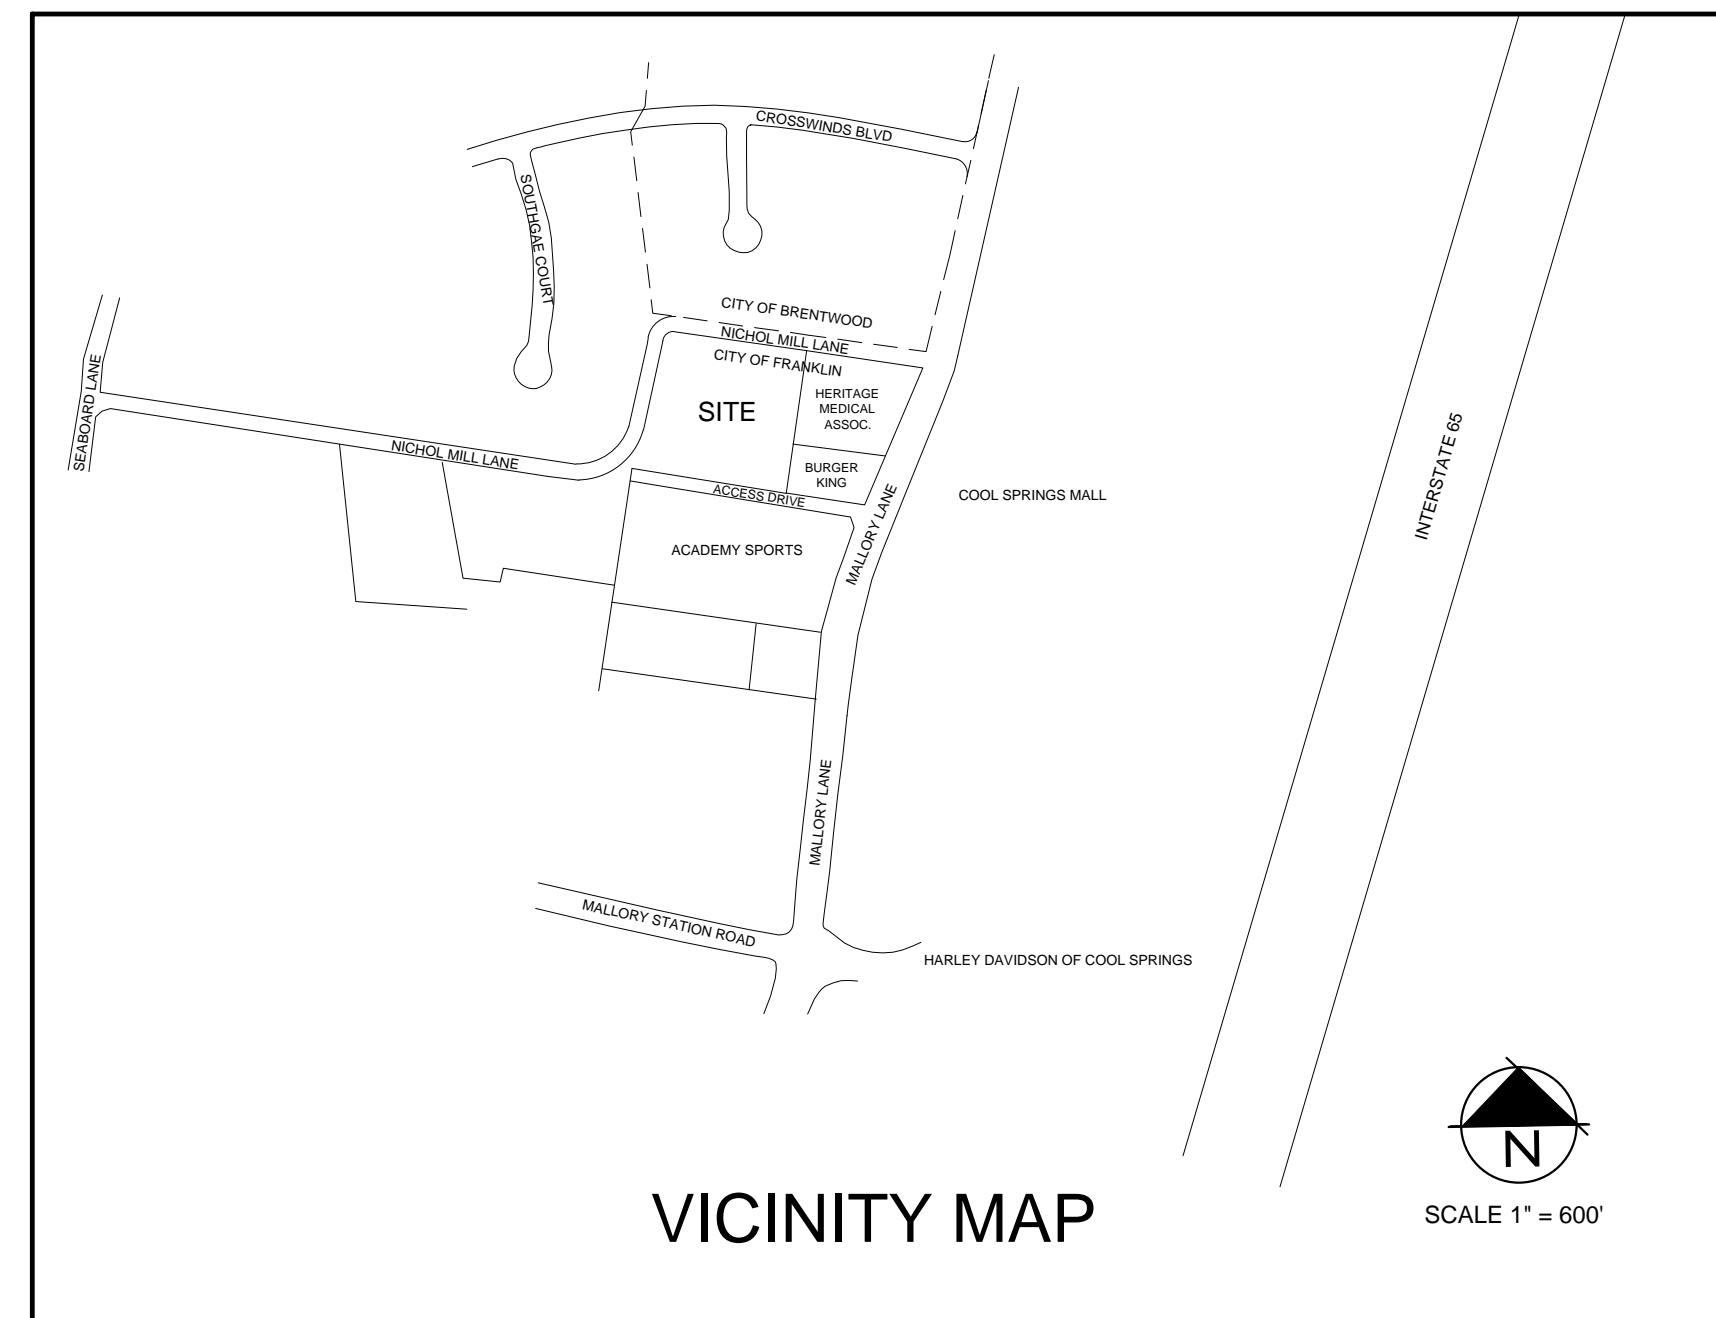 CROSSWINDS BLVD
SOUTHGAE COURT
CITY OF BRENTWOOD
NICHOL MILL LANE
CITY OF FRANKLIN
SEABOARD LANE
HERITAGE
MEDICAL
ASSOC.
SITE
NICHOL MILL LANE
BURGER
KING
ACCESS DRIVE
MALLORY LANE
COOL SPRINGS MALL
INTERSTATE 65
ACADEMY SPORTS
MALLORY LANE
MALLORY STATION ROAD
HARLEY DAVIDSON OF COOL SPRINGS
N
VICINITY MAP
SCALE 1" = 600'